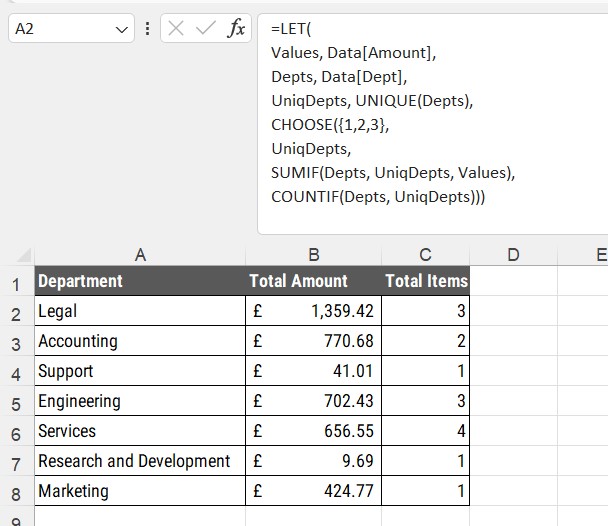 A2
fx
=LET(
Values, Data[Amount],
Depts, Data[Dept],
UniqDepts, UNIQUE(Depts),
CHOOSE({1,2,3},
UniqDepts,
SUMIF(Depts, UniqDepts, Values),
COUNTIF(Depts, UniqDepts)))
A B C D E
1 Department Total Amount Total Items
2 Legal £ 1,359.42 3
3 Accounting £ 770.68 2
4 Support £ 41.01 1
5 Engineering £ 702.43 3
6 Services £ 656.55 4
7 Research and Development £ 9.69 1
8 Marketing £ 424.77 1
9